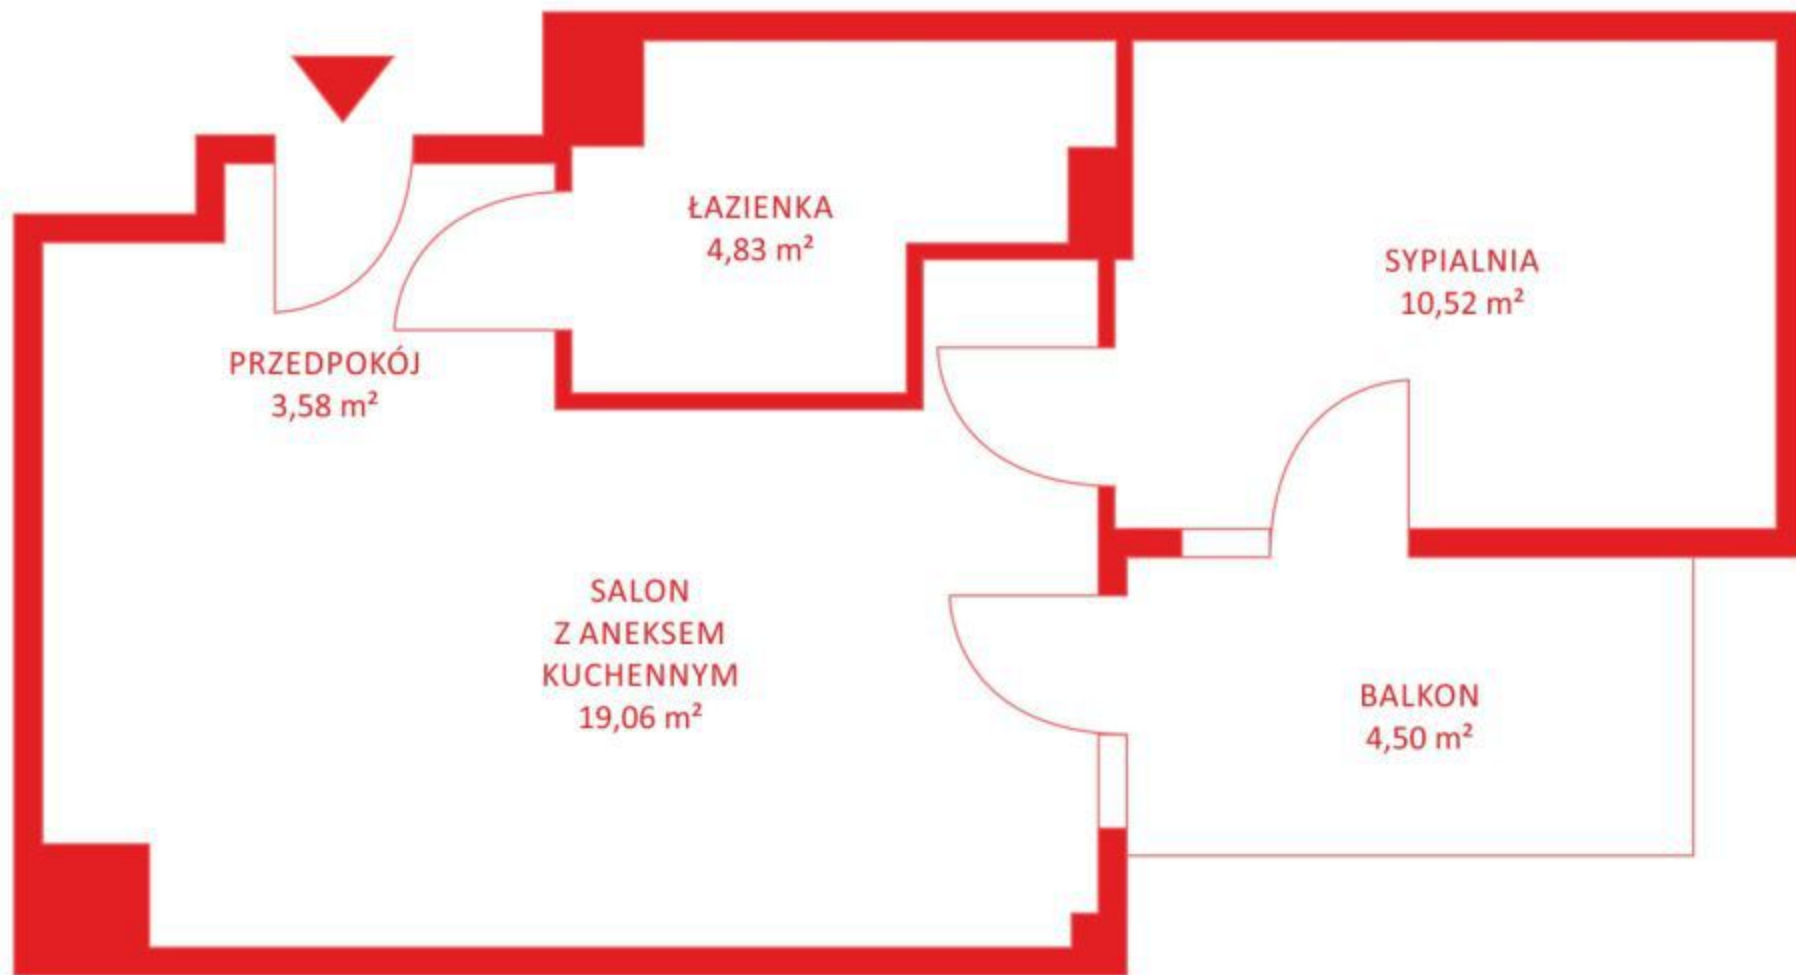 ŁAZIENKA
4,83 m²
SYPIALNIA
10,52 m²
PRZEDPOKÓJ
3,58 m²
SALON
Z ANEKSEM
KUCHENNYM
19,06 m²
BALKON
4,50 m²